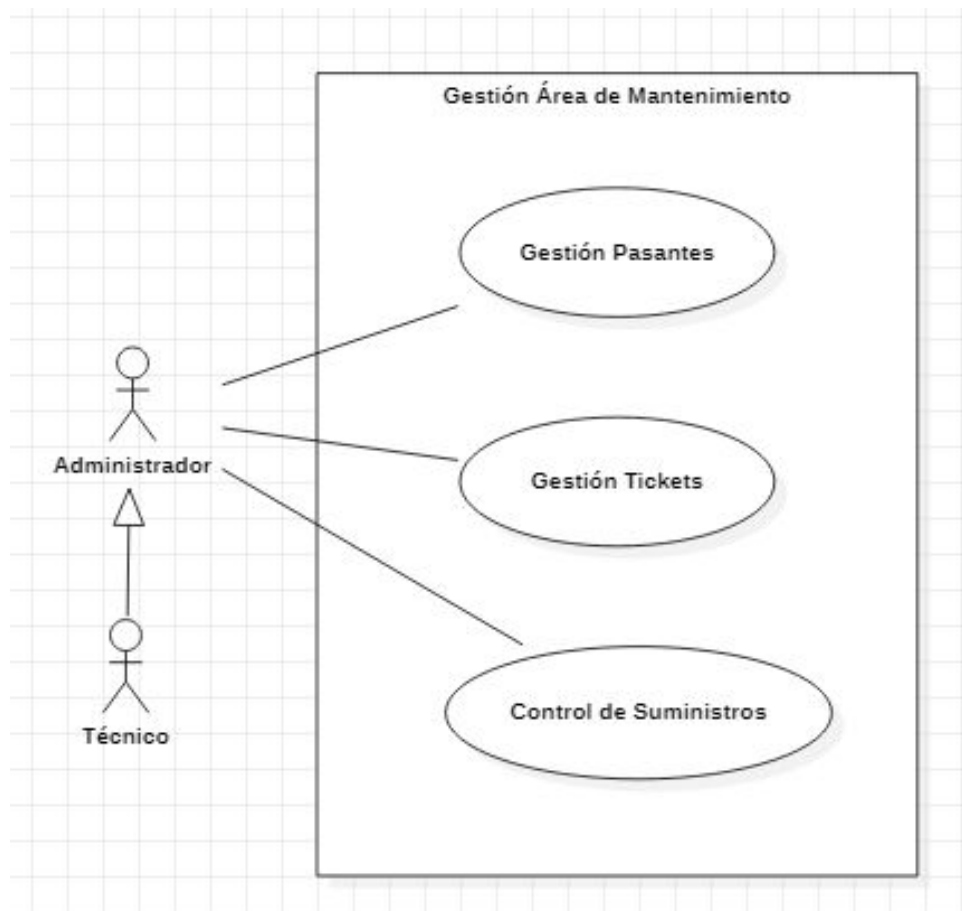 Gestión Área de Mantenimiento
Gestión Pasantes
Administrador
Gestión Tickets
Control de Suministros
Técnico